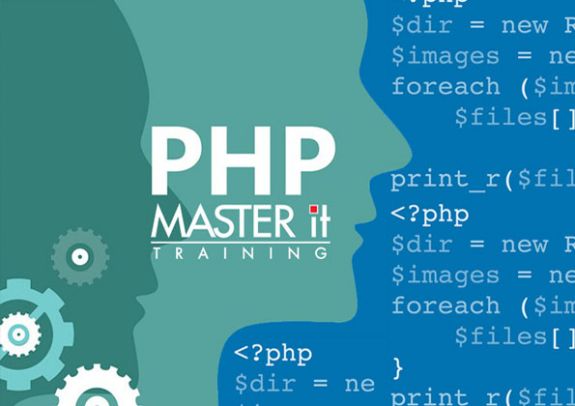 PHP
MASTER it
TRAINING
$dir = new R
$images = ne
foreach ($im
$files[]
print_r($fil
<?php
$dir = new R
$images = ne
foreach ($im
$files[]
}
print_r($fil
<?php
$dir = ne